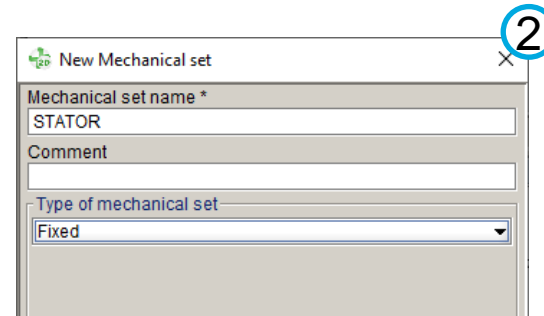 2
New Mechanical set
Mechanical set name *
STATOR
Comment
Type of mechanical set
Fixed